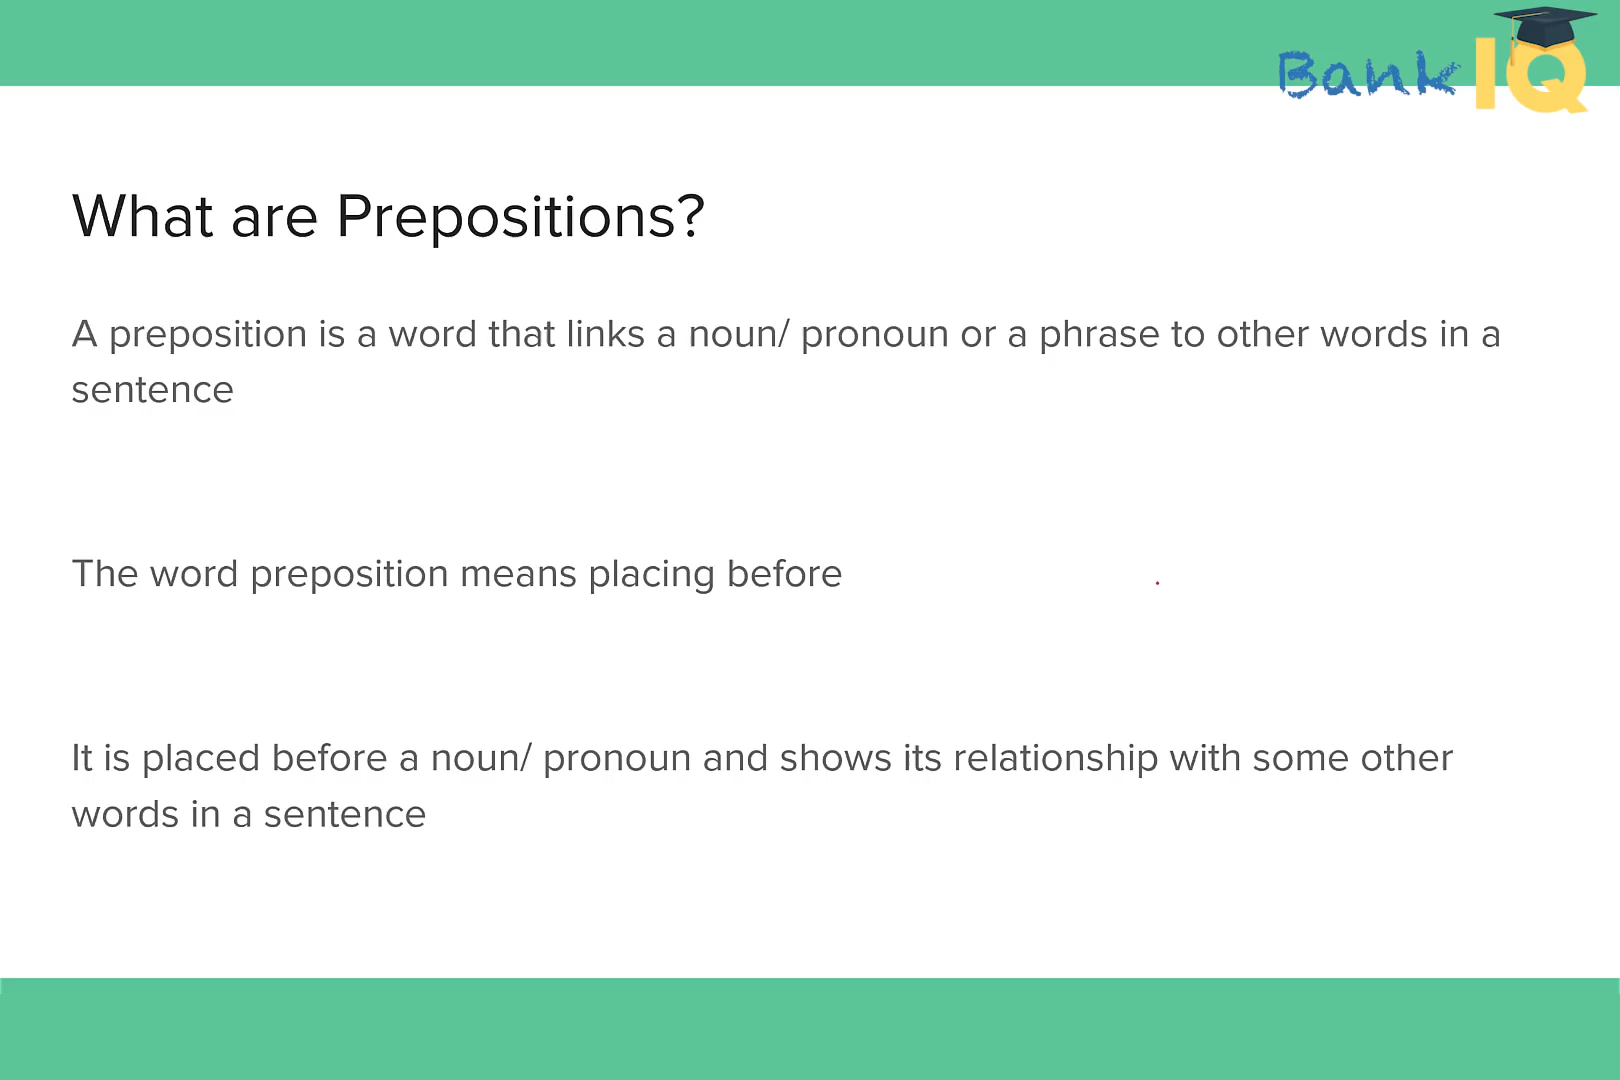 Bank IQ
What are Prepositions?
A preposition is a word that links a noun/ pronoun or a phrase to other words in a
sentence
The word preposition means placing before
It is placed before a noun/ pronoun and shows its relationship with some other
words in a sentence